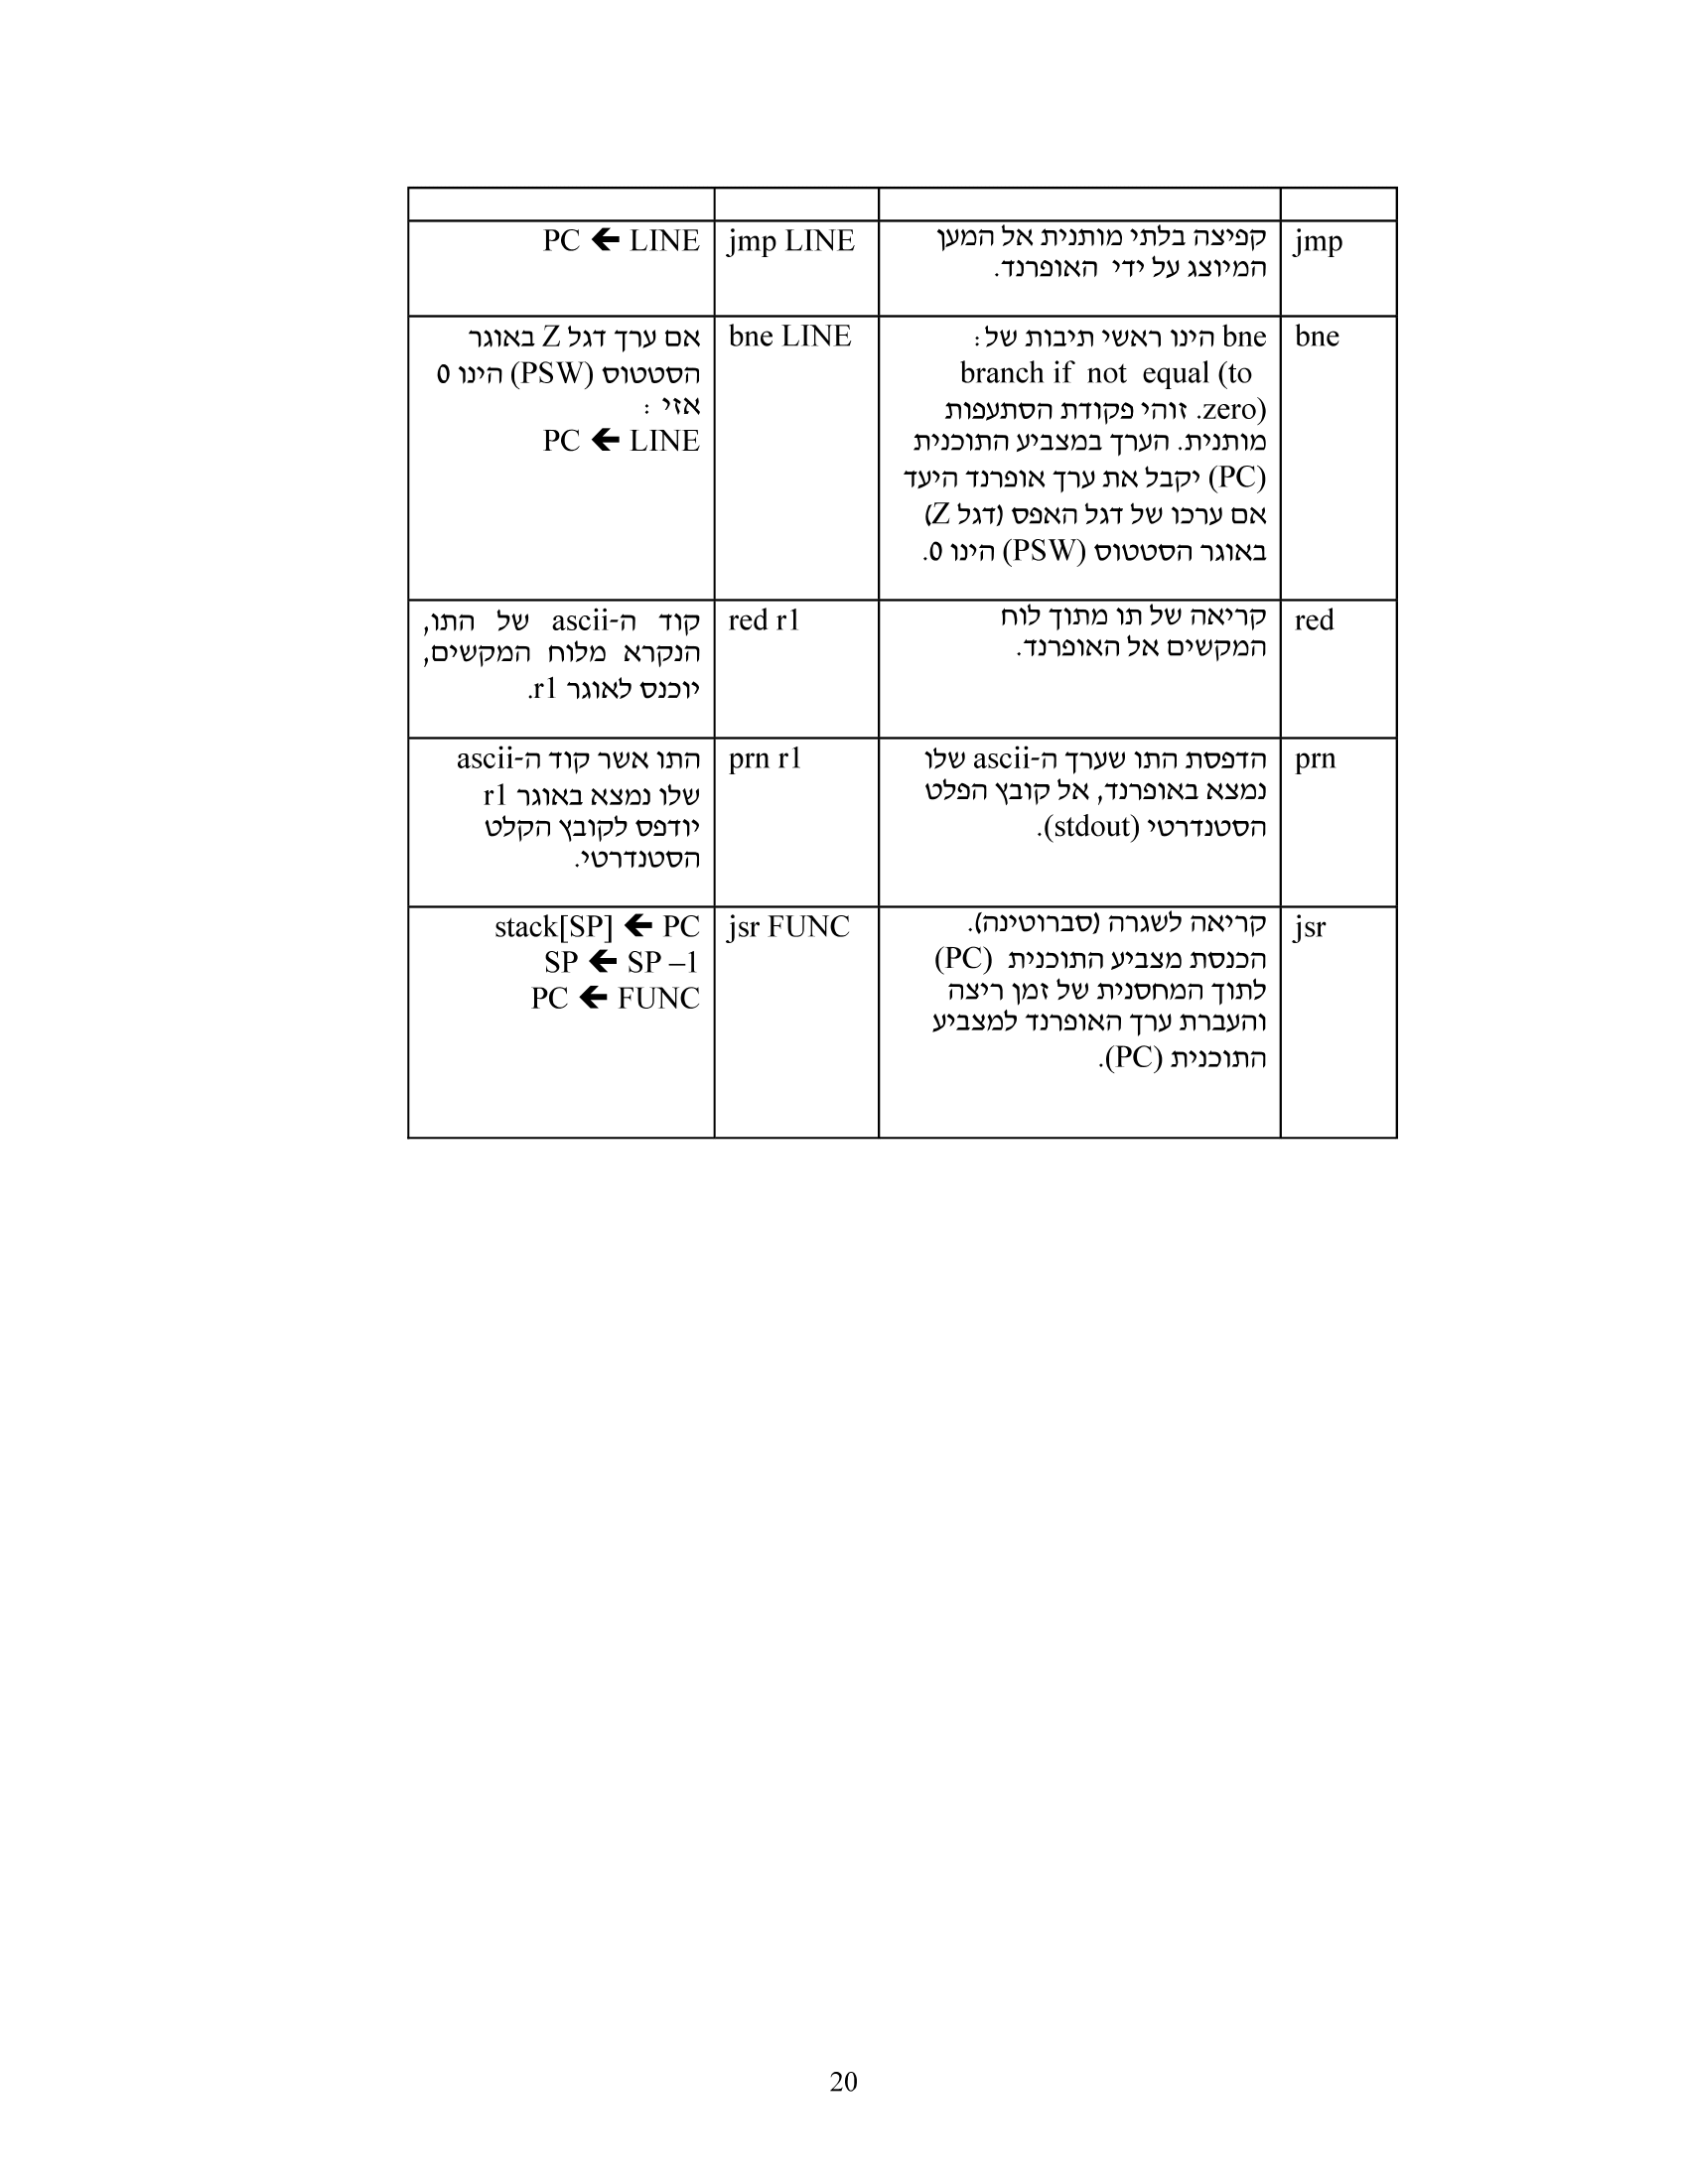 jmp
קפיצה בלתי מותנית אל המען
המיוצג על ידי האופרנד.
jmp LINE
PC 🡸 LINE
bne
bne הינו ראשי תיבות של:
branch if not equal (to
zero). זוהי פקודת הסתעפות
מותנית. הערך במצביע התוכנית
(PC) יקבל את ערך אופרנד היעד
אם ערכו של דגל האפס (דגל Z)
באוגר הסטטוס (PSW) הינו 0.
bne LINE
אם ערך דגל Z באוגר
הסטטוס (PSW) הינו 0
אזי :
PC 🡸 LINE
red
קריאה של תו מתוך לוח
המקשים אל האופרנד.
red r1
קוד ה-ascii של התו,
הנקרא מלוח המקשים,
יוכנס לאוגר r1.
prn
הדפסת התו שערך ה-ascii שלו
נמצא באופרנד, אל קובץ הפלט
הסטנדרטי (stdout).
prn r1
התו אשר קוד ה-ascii
שלו נמצא באוגר r1
יודפס לקובץ הקלט
הסטנדרטי.
jsr
קריאה לשגרה (סברוטינה).
הכנסת מצביע התוכנית (PC)
לתוך המחסנית של זמן ריצה
והעברת ערך האופרנד למצביע
התוכנית (PC).
jsr FUNC
stack[SP] 🡸 PC
SP 🡸 SP –1
PC 🡸 FUNC
20